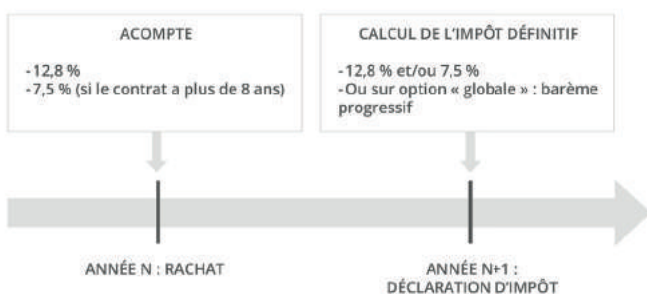 ACOMPTE
-12,8 %
-7,5 % (si le contrat a plus de 8 ans)
CALCUL DE L'IMPÔT DÉFINITIF
-12,8 % et/ou 7,5 %
-Ou sur option « globale » : barème
progressif
ANNÉE N : RACHAT
ANNÉE N+1 :
DÉCLARATION D'IMPÔT